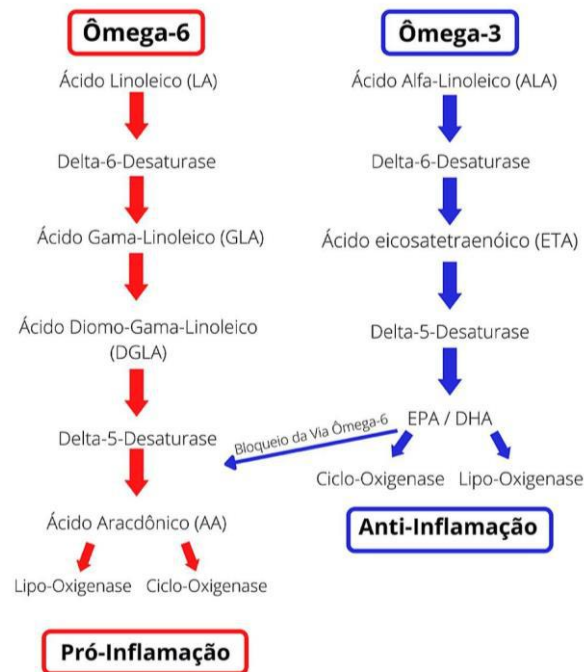 Ômega-6
Ácido Linoleico (LA)
Delta-6-Desaturase
Ácido Gama-Linoleico (GLA)
Ácido Diomo-Gama-Linoleico
(DGLA)
Delta-5-Desaturase
Ácido Aracdônico (AA)
Lipo-Oxigenase
Ciclo-Oxigenase
Pró-Inflamação
Ômega-3
Ácido Alfa-Linoleico (ALA)
Delta-6-Desaturase
Ácido eicosatetraenóico (ETA)
Delta-5-Desaturase
EPA / DHA
Bloqueio da Via Ômega-6
Ciclo-Oxigenase
Lipo-Oxigenase
Anti-Inflamação